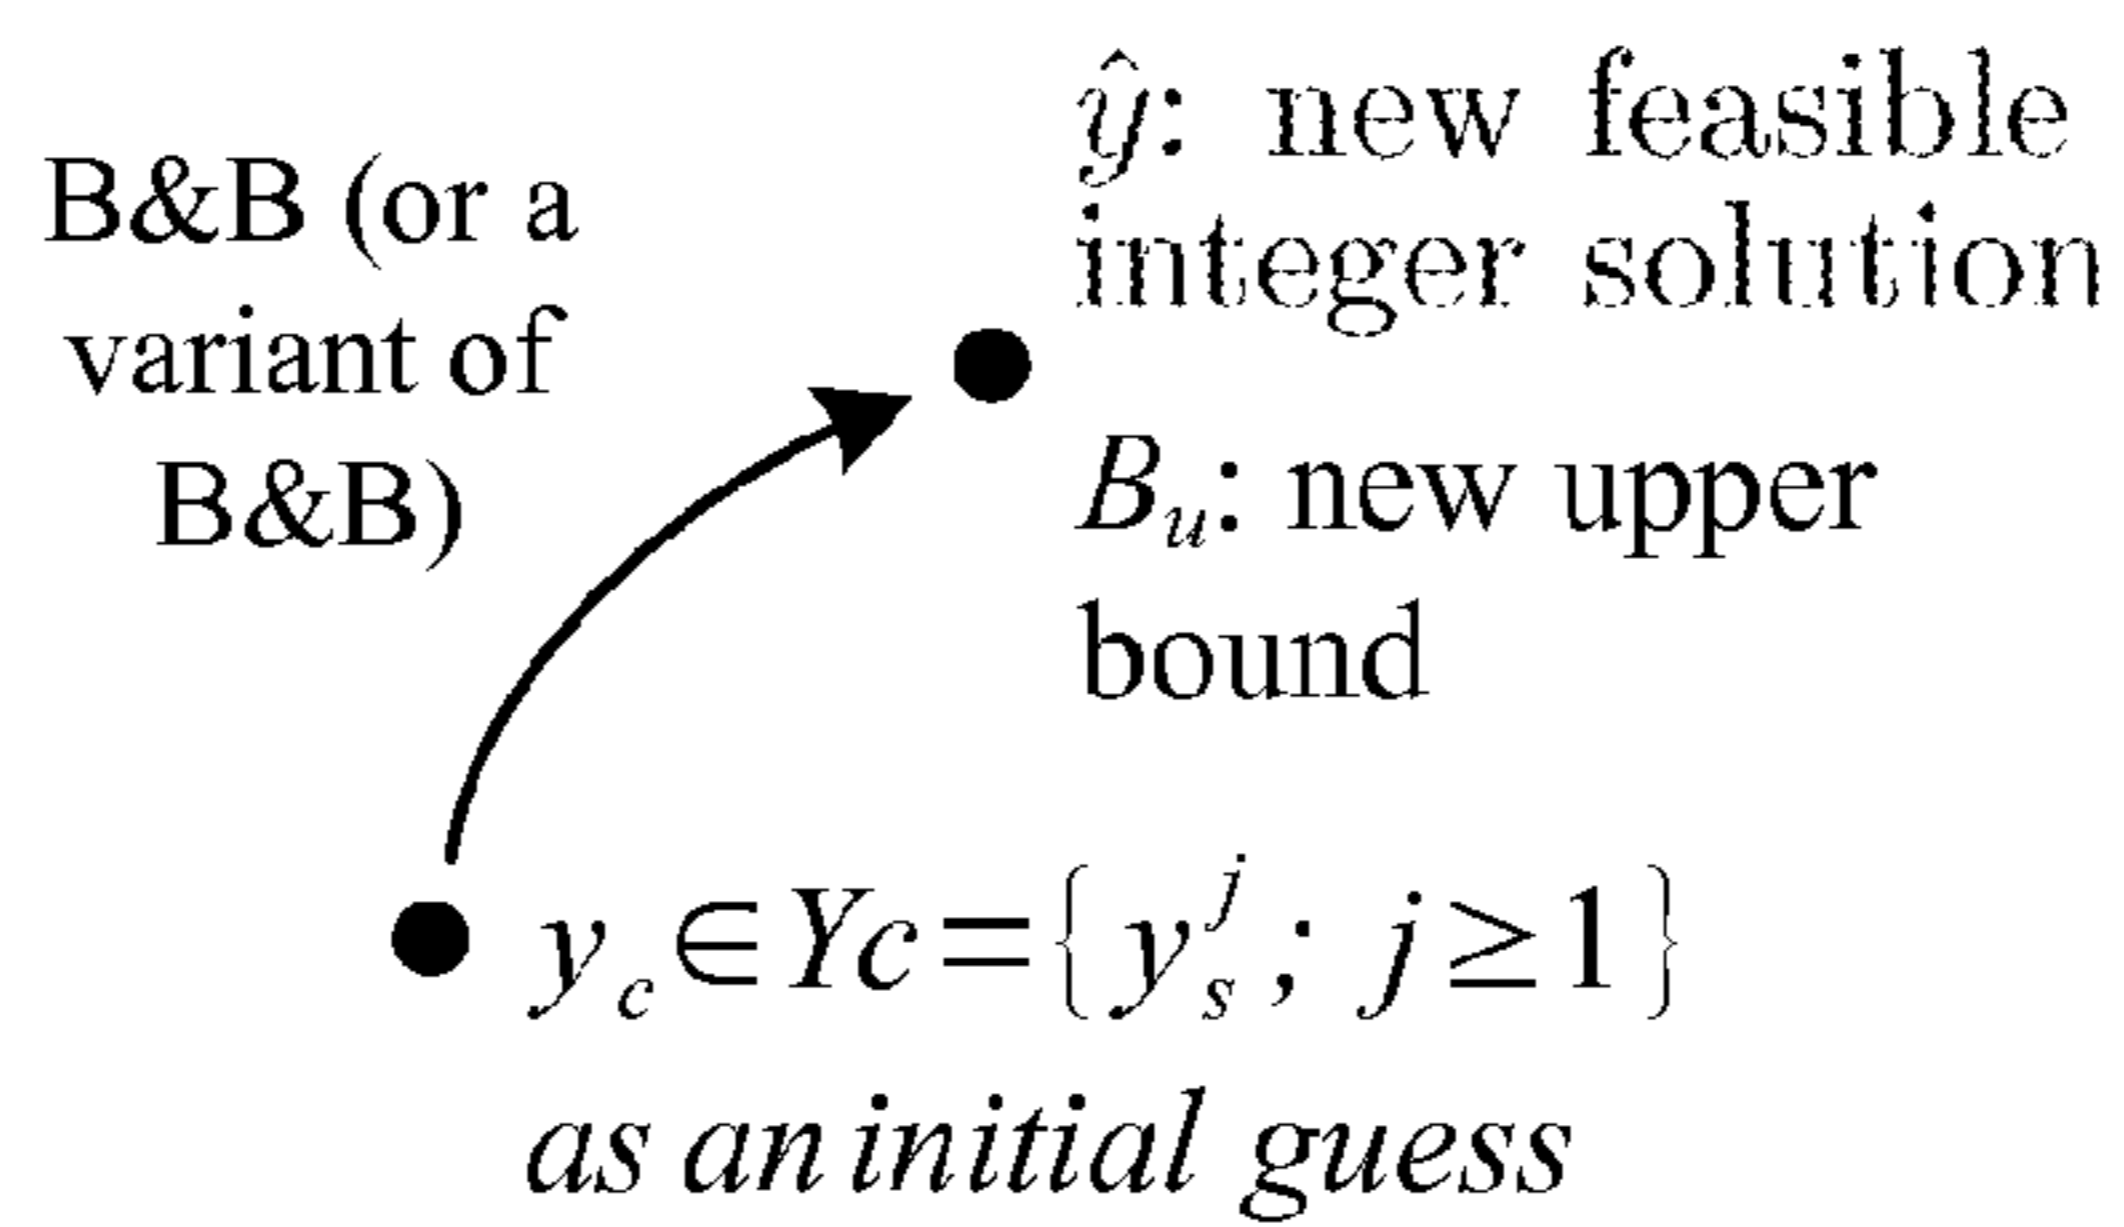 B&B (or a
variant of
B&B)
ŷ: new feasible
integer solution
B_u: new upper
bound
y_c ∈ Yc = { y_s^j ; j ≥ 1 }
as an initial guess